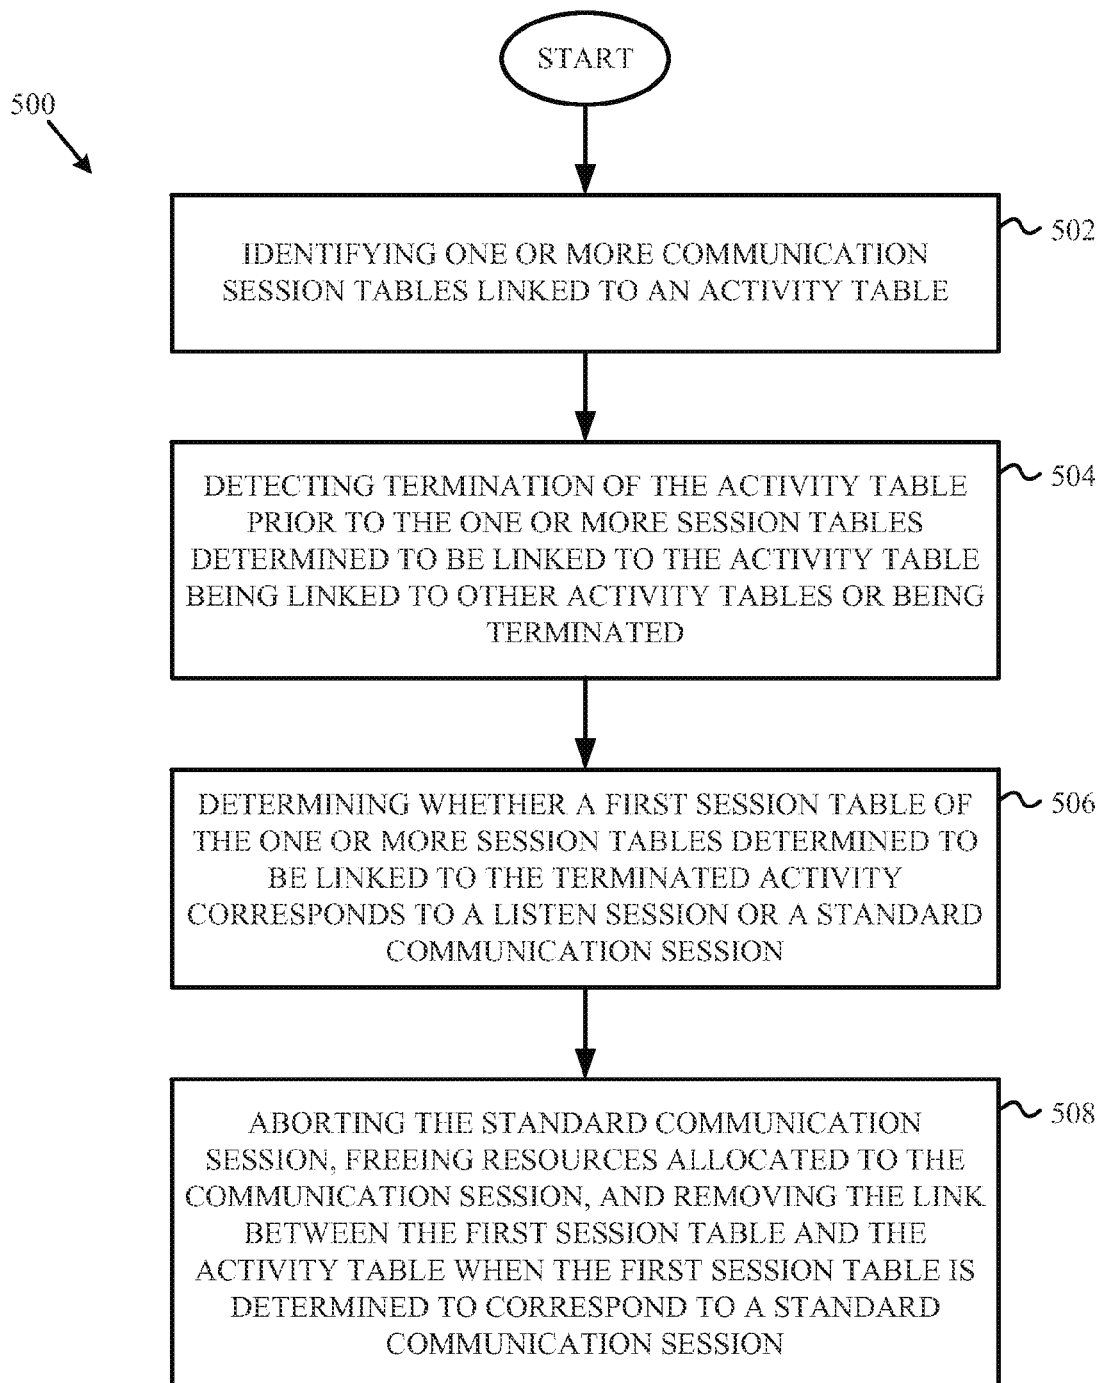 START
500
502
IDENTIFYING ONE OR MORE COMMUNICATION
SESSION TABLES LINKED TO AN ACTIVITY TABLE
504
DETECTING TERMINATION OF THE ACTIVITY TABLE
PRIOR TO THE ONE OR MORE SESSION TABLES
DETERMINED TO BE LINKED TO THE ACTIVITY TABLE
BEING LINKED TO OTHER ACTIVITY TABLES OR BEING
TERMINATED
506
DETERMINING WHETHER A FIRST SESSION TABLE OF
THE ONE OR MORE SESSION TABLES DETERMINED TO
BE LINKED TO THE TERMINATED ACTIVITY
CORRESPONDS TO A LISTEN SESSION OR A STANDARD
COMMUNICATION SESSION
508
ABORTING THE STANDARD COMMUNICATION
SESSION, FREEING RESOURCES ALLOCATED TO THE
COMMUNICATION SESSION, AND REMOVING THE LINK
BETWEEN THE FIRST SESSION TABLE AND THE
ACTIVITY TABLE WHEN THE FIRST SESSION TABLE IS
DETERMINED TO CORRESPOND TO A STANDARD
COMMUNICATION SESSION